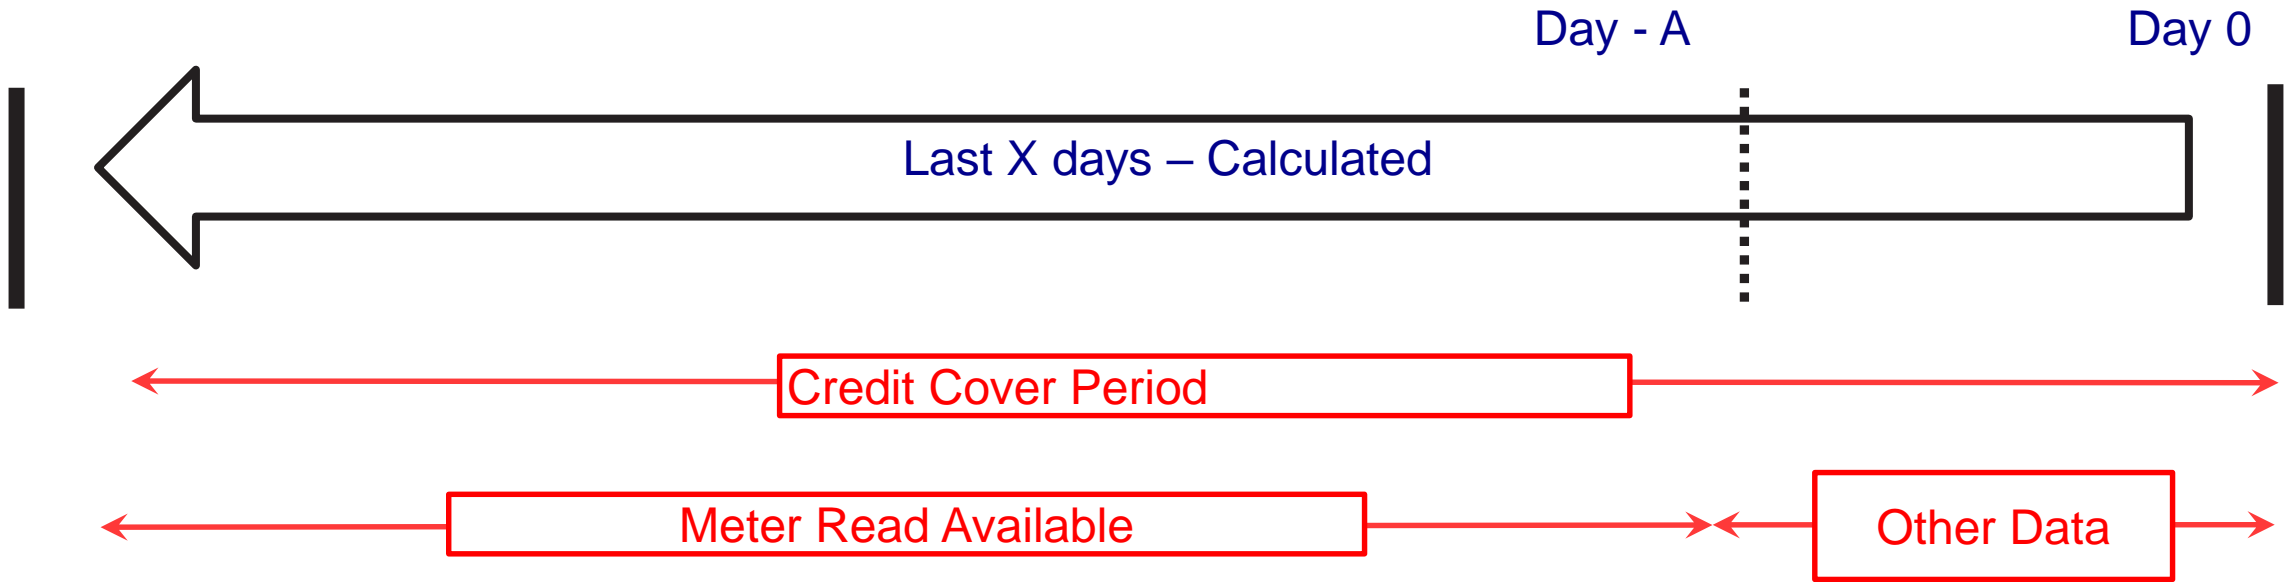 Day - A
Day 0
Last X days – Calculated
Credit Cover Period
Meter Read Available
Other Data